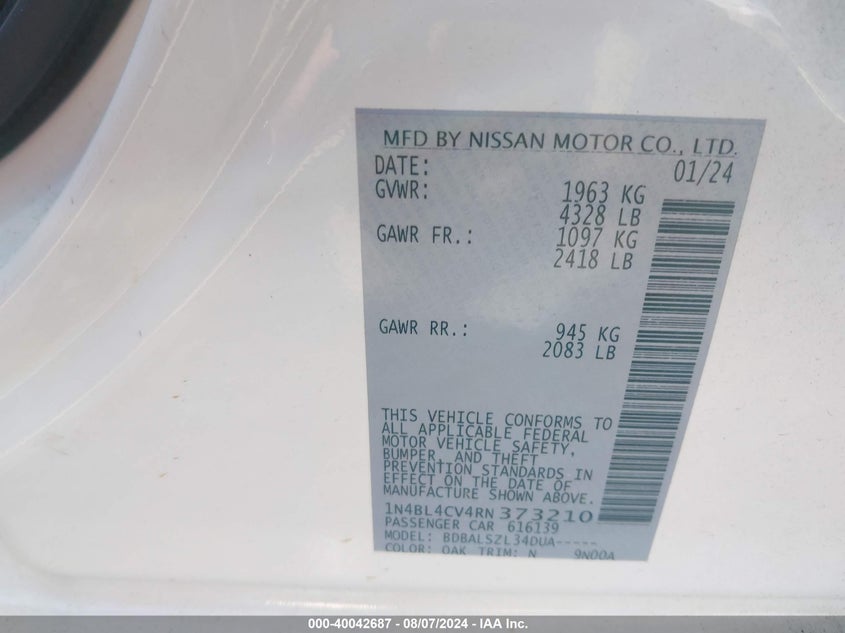 MFD BY NISSAN MOTOR CO., LTD.
DATE: 01/24
GVWR: 1963 KG
4328 LB
GAWR FR.: 1097 KG
2418 LB
GAWR RR.: 945 KG
2083 LB
THIS VEHICLE CONFORMS TO
ALL APPLICABLE FEDERAL
MOTOR VEHICLE SAFETY,
BUMPER, AND THEFT
PREVENTION STANDARDS IN
EFFECT ON THE DATE OF
MANUFACTURE SHOWN ABOVE.
1N4BL4CV4RN373210
PASSENGER CAR 616139
MODEL: BDBALSZL34DUA-----
COLOR: QAK TRIM: N 9N00A
000-40042687 - 08/07/2024 - IAA Inc.